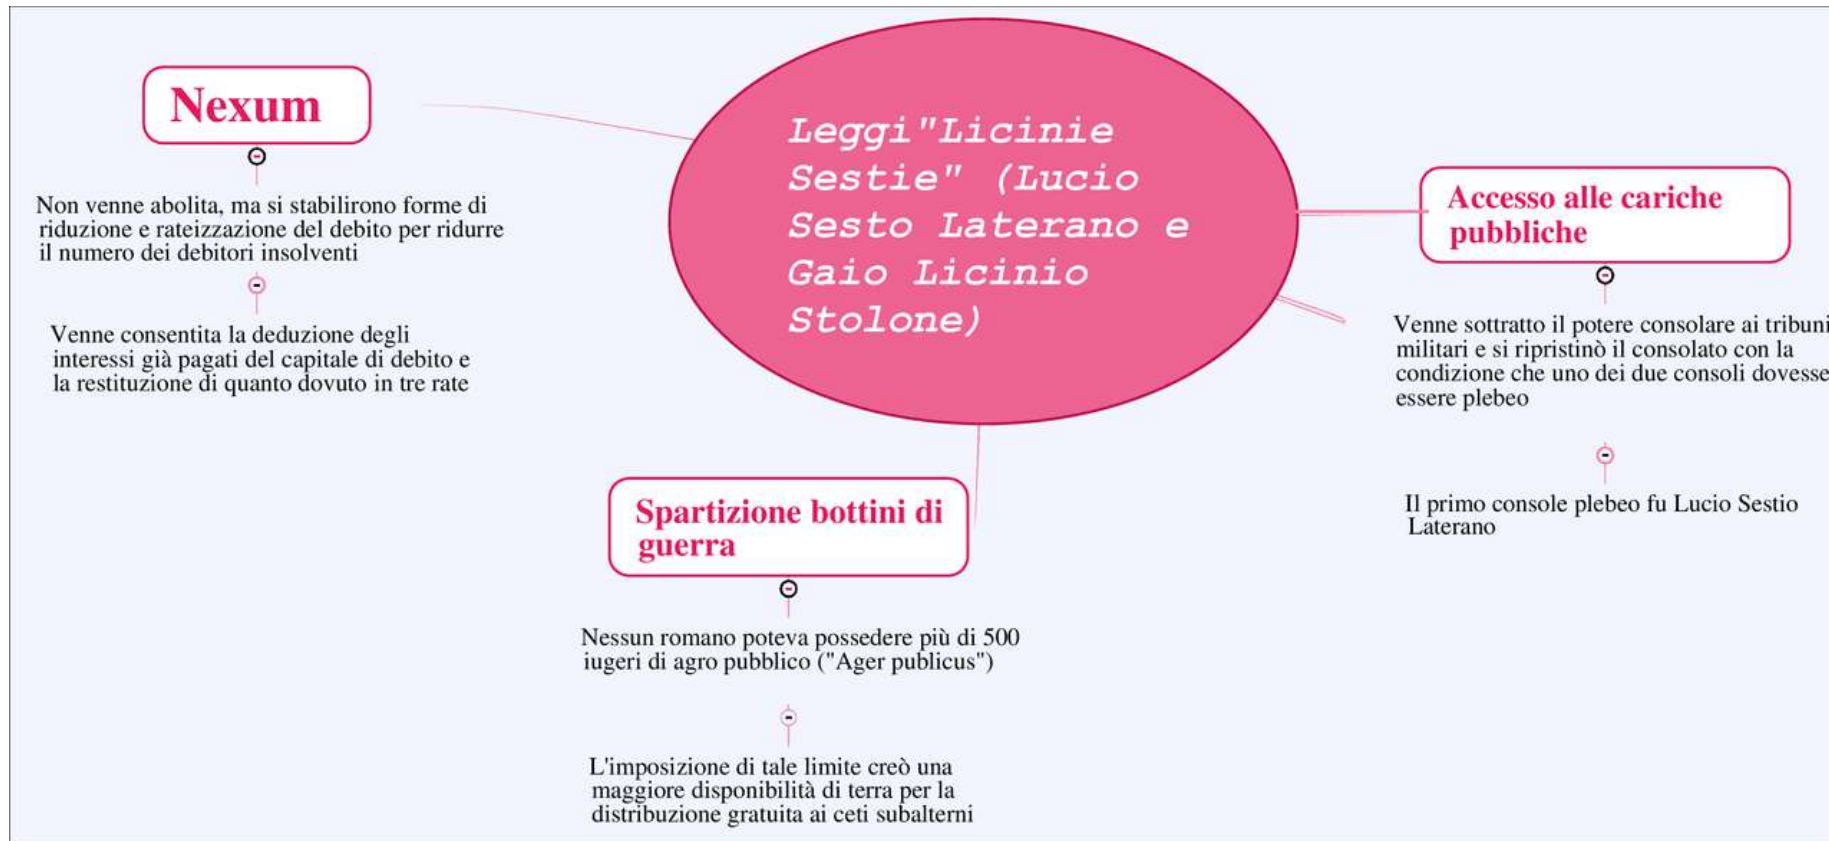 Leggi"Licinie
Sestie" (Lucio
Sesto Laterano e
Gaio Licinio
Stolone)
Nexum
Non venne abolita, ma si stabilirono forme di
riduzione e rateizzazione del debito per ridurre
il numero dei debitori insolventi
Venne consentita la deduzione degli
interessi già pagati del capitale di debito e
la restituzione di quanto dovuto in tre rate
Spartizione bottini di
guerra
Nessun romano poteva possedere più di 500
iugeri di agro pubblico ("Ager publicus")
L'imposizione di tale limite creò una
maggiore disponibilità di terra per la
distribuzione gratuita ai ceti subalterni
Accesso alle cariche
pubbliche
Venne sottratto il potere consolare ai tribuni
militari e si ripristinò il consolato con la
condizione che uno dei due consoli dovesse
essere plebeo
Il primo console plebeo fu Lucio Sestio
Laterano